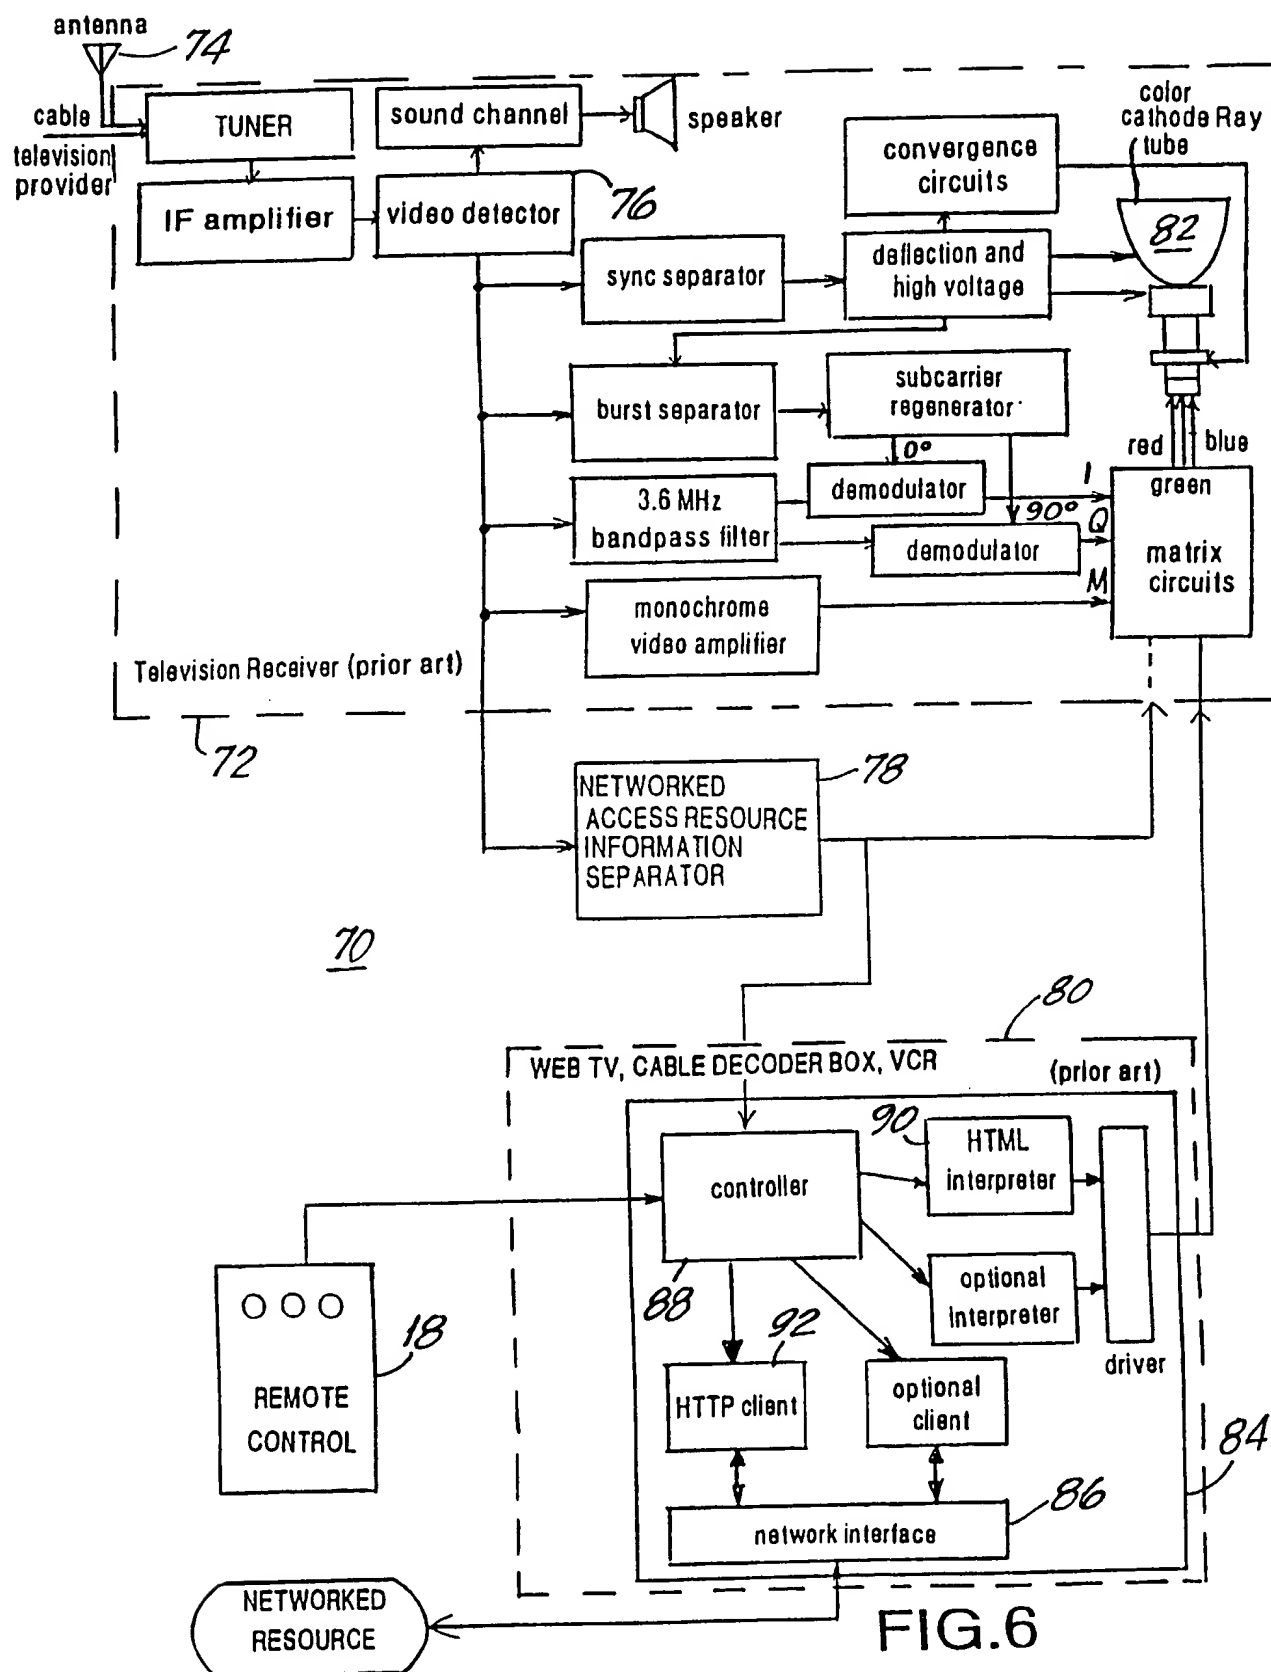 antenna
74
cable
television
provider
TUNER
sound channel
speaker
color
cathode Ray
tube
convergence
circuits
IF amplifier
video detector
76
82
sync separator
deflection and
high voltage
burst separator
subcarrier
regenerator
red
blue
0°
3.6 MHz
bandpass filter
demodulator
I
green
90°
Q
demodulator
matrix
circuits
M
monochrome
video amplifier
Television Receiver (prior art)
72
78
NETWORKED
ACCESS RESOURCE
INFORMATION
SEPARATOR
70
80
WEB TV, CABLE DECODER BOX, VCR
(prior art)
90
HTML
interpreter
controller
88
optional
interpreter
18
92
driver
REMOTE
CONTROL
HTTP client
optional
client
84
86
network interface
NETWORKED
RESOURCE
FIG.6